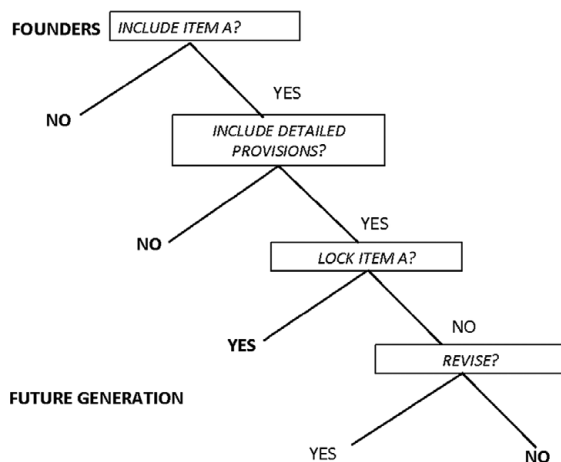 FOUNDERS
INCLUDE ITEM A?
NO
YES
INCLUDE DETAILED
PROVISIONS?
NO
YES
LOCK ITEM A?
YES
NO
REVISE?
FUTURE GENERATION
YES
NO